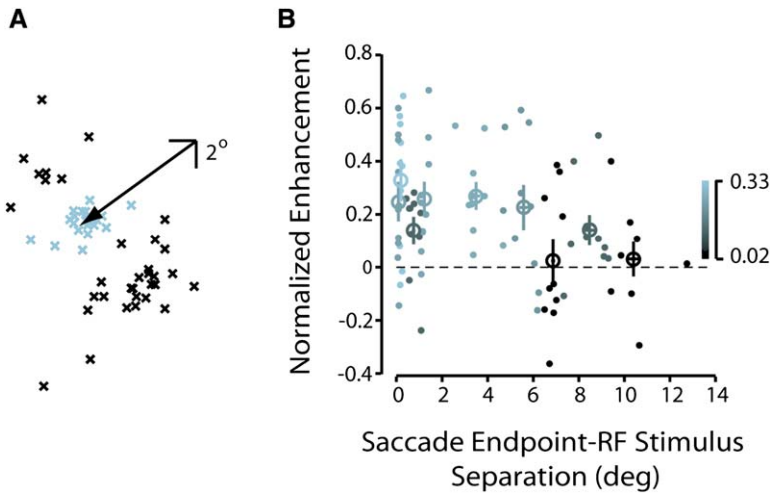 A
2°
B
Normalized Enhancement
0.8
0.6
0.4
0.2
0
-0.2
-0.4
0 2 4 6 8 10 12 14
0.33
0.02
Saccade Endpoint-RF Stimulus
Separation (deg)